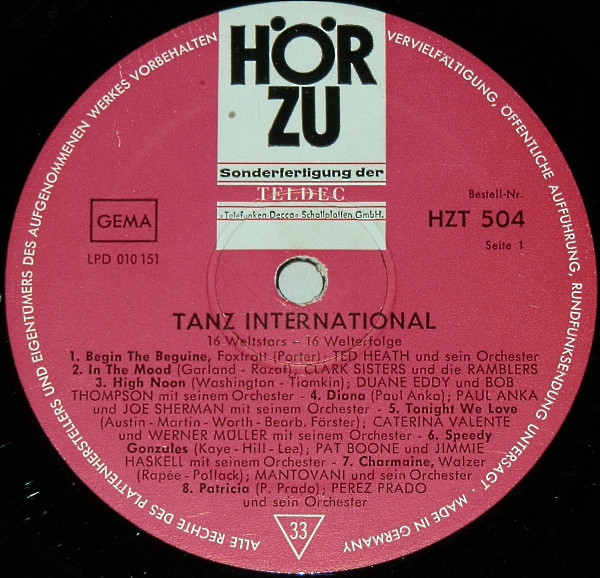 HÖR
ZU
Sonderfertigung der
TELDEC
»Telefunken-Decca« Schallplatten GmbH.
GEMA
LPD 010 151
Bestell-Nr.
HZT 504
Seite 1
TANZ INTERNATIONAL
16 Weltstars – 16 Welterfolge
1. Begin The Beguine, Foxtrott (Porter); TED HEATH und sein Orchester
2. In The Mood (Garland - Razaf); CLARK SISTERS und die RAMBLERS
3. High Noon (Washington - Tiomkin); DUANE EDDY und BOB
THOMPSON mit seinem Orchester - 4. Diana (Paul Anka); PAUL ANKA
und JOE SHERMAN mit seinem Orchester - 5. Tonight We Love
(Austin - Martin - Worth - Bearb. Förster); CATERINA VALENTE
und WERNER MÜLLER mit seinem Orchester - 6. Speedy
Gonzales (Kaye - Hill - Lee); PAT BOONE und JIMMIE
HASKELL mit seinem Orchester - 7. Charmaine, Walzer
(Rapée - Pollack); MANTOVANI und sein Orchester
8. Patricia (P. Prado); PEREZ PRADO
und sein Orchester
33
ALLE RECHTE DES PLATTENHERSTELLERS UND EIGENTÜMERS DES AUFGENOMMENEN WERKES VORBEHALTEN
VERVIELFÄLTIGUNG, ÖFFENTLICHE AUFFÜHRUNG, RUNDFUNKSENDUNG UNTERSAGT · MADE IN GERMANY